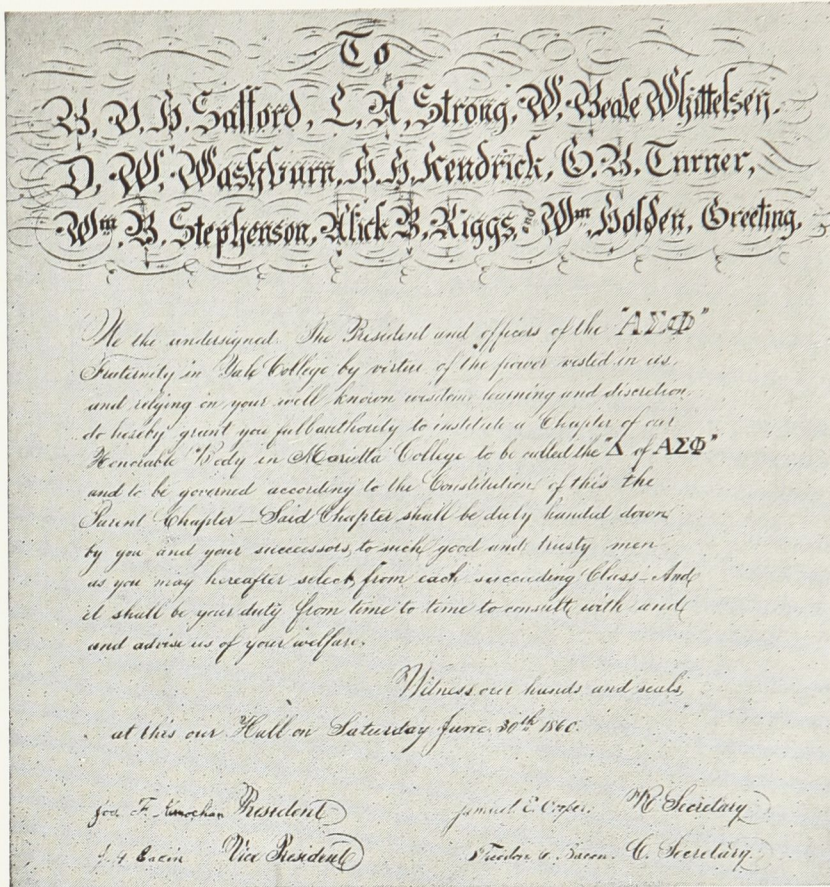 To
B. V. H. Safford, L. A. Strong, W. Beale Whittelsey.
D. W. Washburn, H. H. Kendrick, G. B. Turner,
Wm. B. Stephenson, Alick B. Riggs, and Wm. Holden, Greeting.
We the undersigned. The President and officers of the "ΑΣΦ"
Fraternity in Yale College by virtue of the power vested in us,
and relying on your well known wisdom learning and discretion,
do hereby grant you full authority to institute a Chapter of our
Honorable Body in Marietta College to be called the "Δ of ΑΣΦ"
and to be governed according to the Constitution of this the
Parent Chapter — Said Chapter shall be duly handed down
by you and your successors, to such good and trusty men
as you may hereafter select, from each succeeding Class — And
it shall be your duty from time to time to consult with and
and advise us of your welfare.
Witness our hands and seals,
at this our Hall on Saturday June 30th 1860.
F. President Samuel E. Cooper. R Secretary
Vice President Theodore Bacon. C. Secretary.